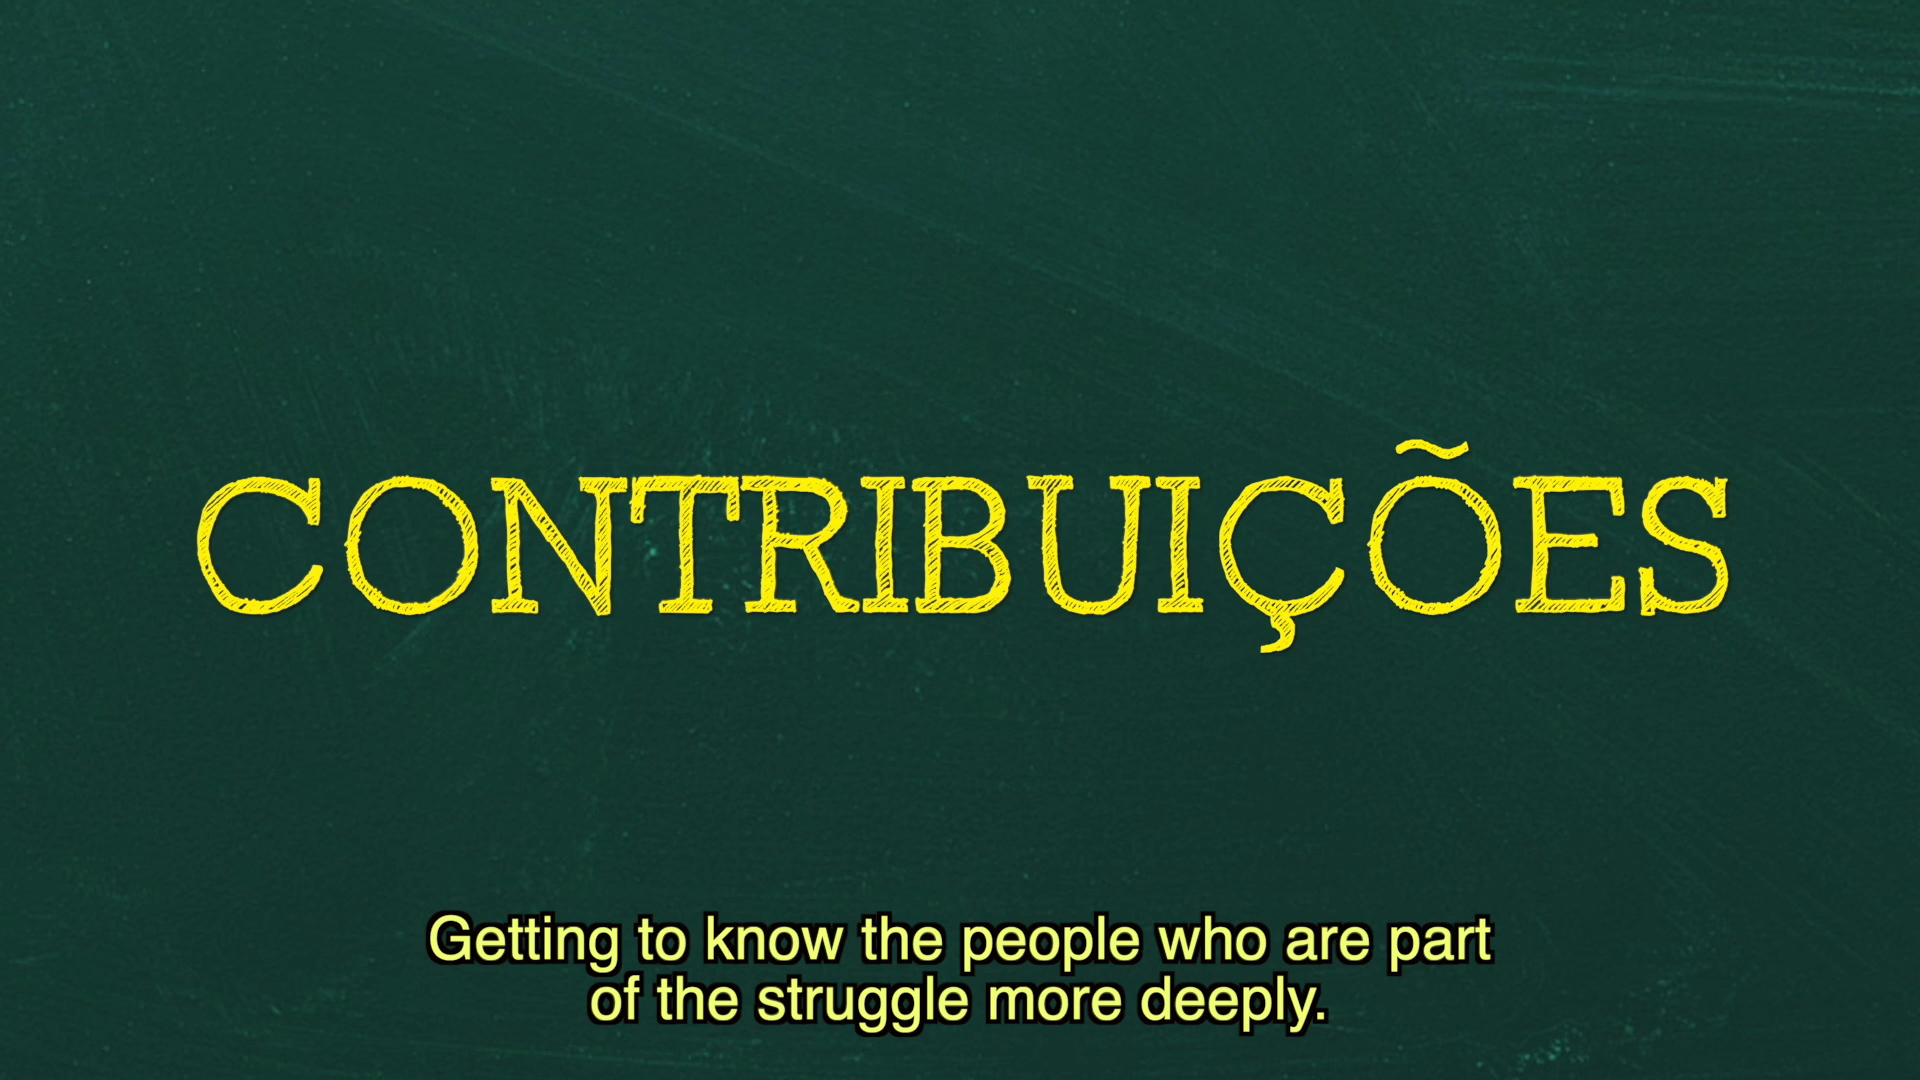 CONTRIBUIÇÕES
Getting to know the people who are part
of the struggle more deeply.